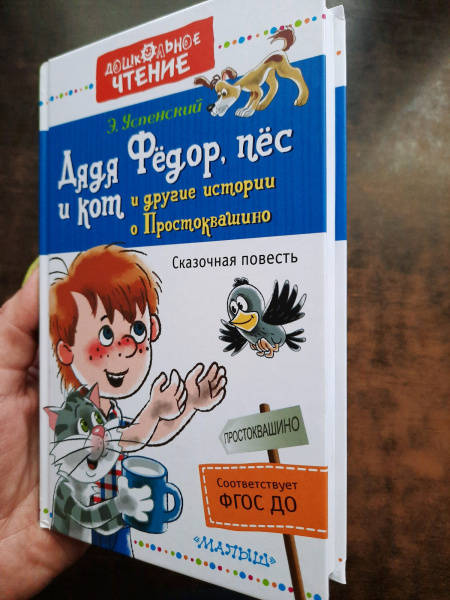 ДОШКОЛЬНОЕ
ЧТЕНИЕ
Э. Успенский
Дядя Фёдор, пёс
и кот и другие истории
о Простоквашино
Сказочная повесть
ПРОСТОКВАШИНО
Соответствует
ФГОС ДО
«МАЛЫШ»